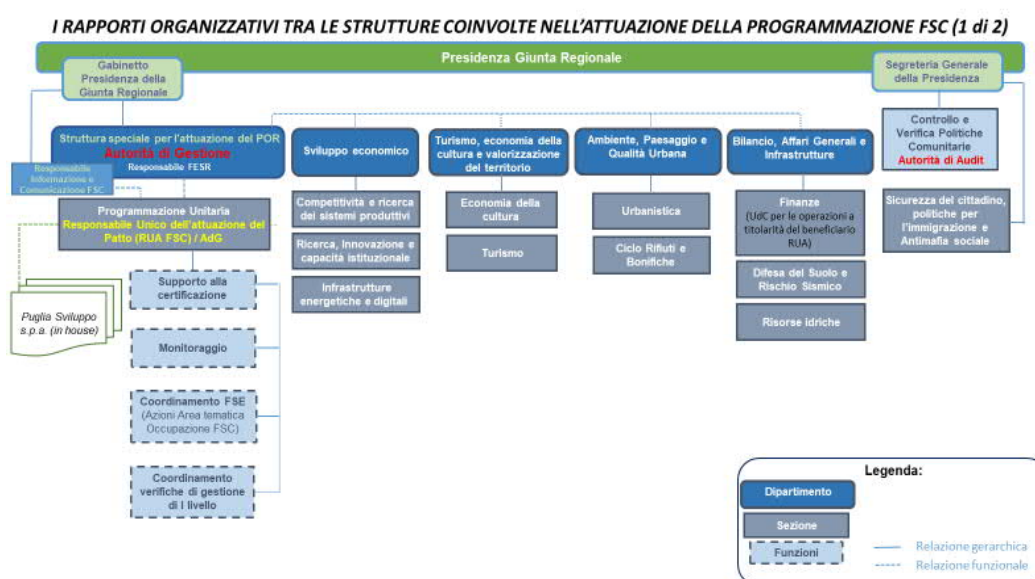 I RAPPORTI ORGANIZZATIVI TRA LE STRUTTURE COINVOLTE NELL'ATTUAZIONE DELLA PROGRAMMAZIONE FSC (1 di 2)
Presidenza Giunta Regionale
Gabinetto
Presidenza della
Giunta Regionale
Segreteria Generale
della Presidenza
Struttura speciale per l'attuazione del POR
Autorità di Gestione
Responsabile FESR
Sviluppo economico
Turismo, economia della
cultura e valorizzazione
del territorio
Ambiente, Paesaggio e
Qualità Urbana
Bilancio, Affari Generali e
Infrastrutture
Controllo e
Verifica Politiche
Comunitarie
Autorità di Audit
Responsabile
Informazione e
Comunicazione FSC
Programmazione Unitaria
Responsabile Unico dell'attuazione del
Patto (RUA FSC) / AdG
Competitività e ricerca
dei sistemi produttivi
Ricerca, Innovazione e
capacità istituzionale
Infrastrutture
energetiche e digitali
Economia della
cultura
Turismo
Urbanistica
Ciclo Rifiuti e
Bonifiche
Finanze
(UdC per le operazioni a
titolarità del beneficiario
RUA)
Difesa del Suolo e
Rischio Sismico
Risorse idriche
Sicurezza del cittadino,
politiche per
l'immigrazione e
Antimafia sociale
Puglia Sviluppo
s.p.a. (in house)
Supporto alla
certificazione
Monitoraggio
Coordinamento FSE
(Azioni Area tematica
Occupazione FSC)
Coordinamento
verifiche di gestione
di I livello
Legenda:
Dipartimento
Sezione
Funzioni
Relazione gerarchica
Relazione funzionale